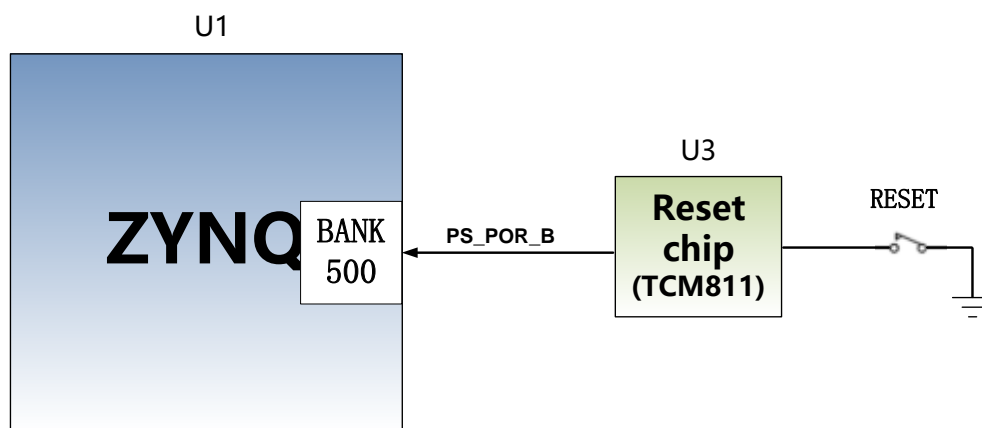 U1
ZYNQ
BANK
500
PS_POR_B
U3
Reset
chip
(TCM811)
RESET